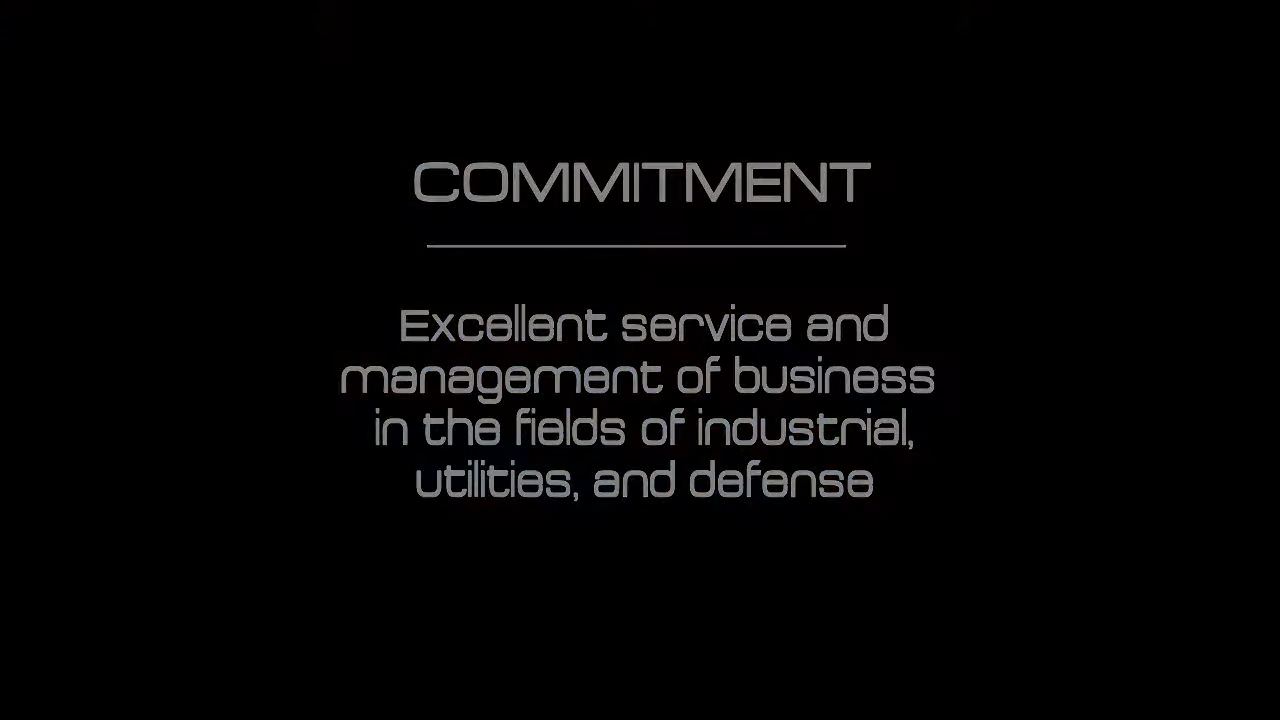 COMMITMENT
Excellent service and
management of business
in the fields of industrial,
utilities, and defense